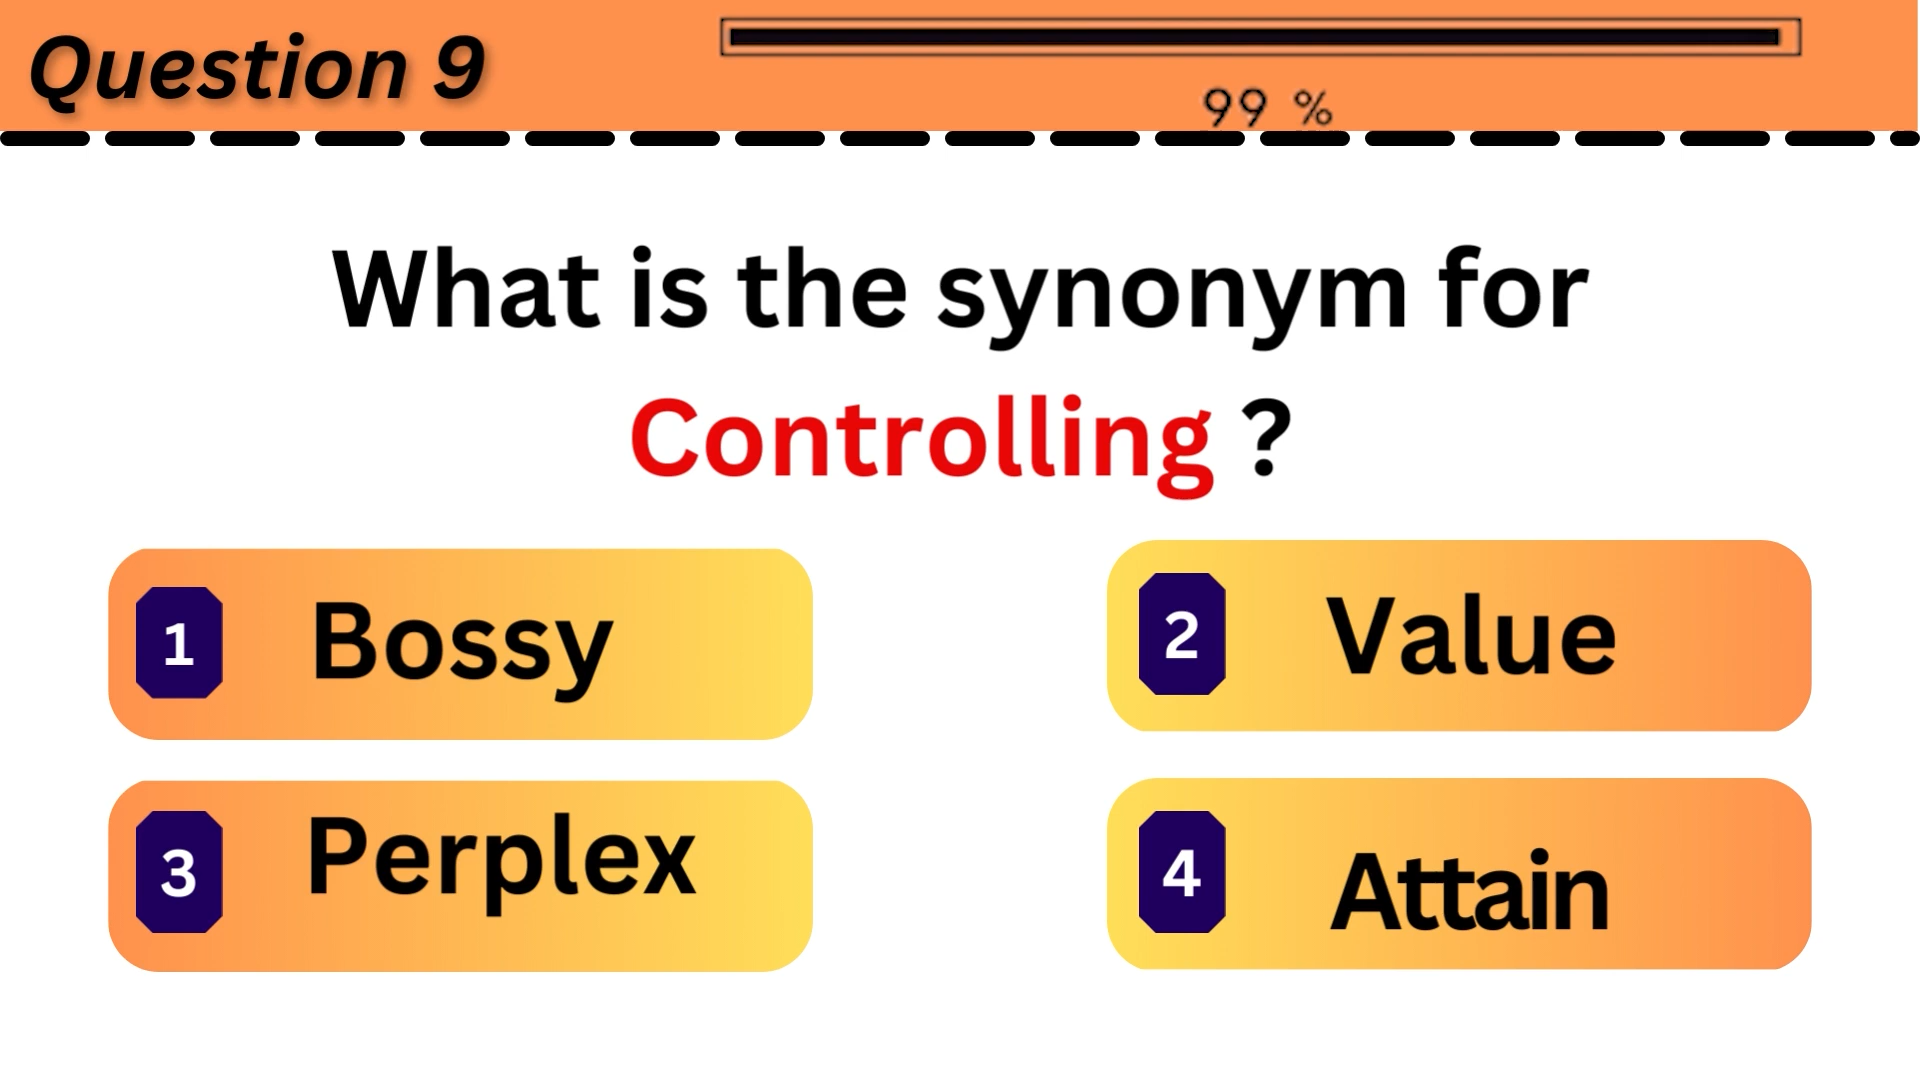 Question 9
99 %
What is the synonym for
Controlling ?
1 Bossy
2 Value
3 Perplex
4 Attain